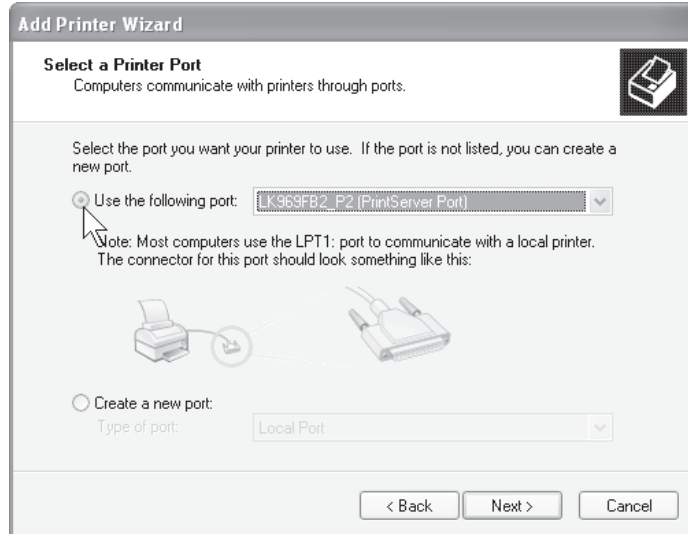 Add Printer Wizard
Select a Printer Port
Computers communicate with printers through ports.
Select the port you want your printer to use. If the port is not listed, you can create a
new port.
Use the following port: LK969FB2_P2 (PrintServer Port)
Note: Most computers use the LPT1: port to communicate with a local printer.
The connector for this port should look something like this:
Create a new port:
Type of port: Local Port
< Back Next > Cancel